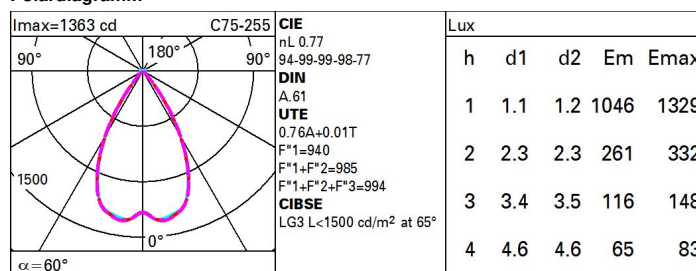 Imax=1363 cd C75-255
90° 180° 90°
1500
0°
α=60°
CIE
nL 0.77
94-99-99-98-77
DIN
A.61
UTE
0.76A+0.01T
F"1=940
F"1+F"2=985
F"1+F"2+F"3=994
CIBSE
LG3 L<1500 cd/m² at 65°
Lux
h d1 d2 Em Emax
1 1.1 1.2 1046 1329
2 2.3 2.3 261 332
3 3.4 3.5 116 148
4 4.6 4.6 65 83